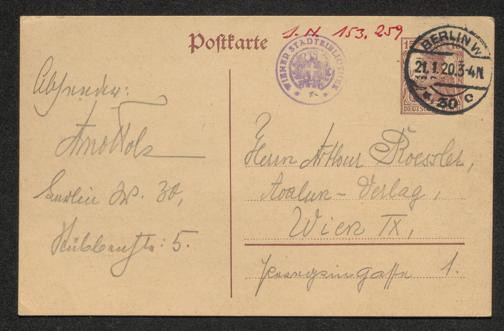 Postkarte
J. N. 153.259
WIENER STADTBIBLIOTHEK
BERLIN W
21.1.20.3-4N.
* 30 c
15
Absender:
Arno Holz
Berlin W. 30,
Stübbenstr. 5.
Herrn Arthur Roessler,
Avalun-Verlag,
Wien IX,
1.